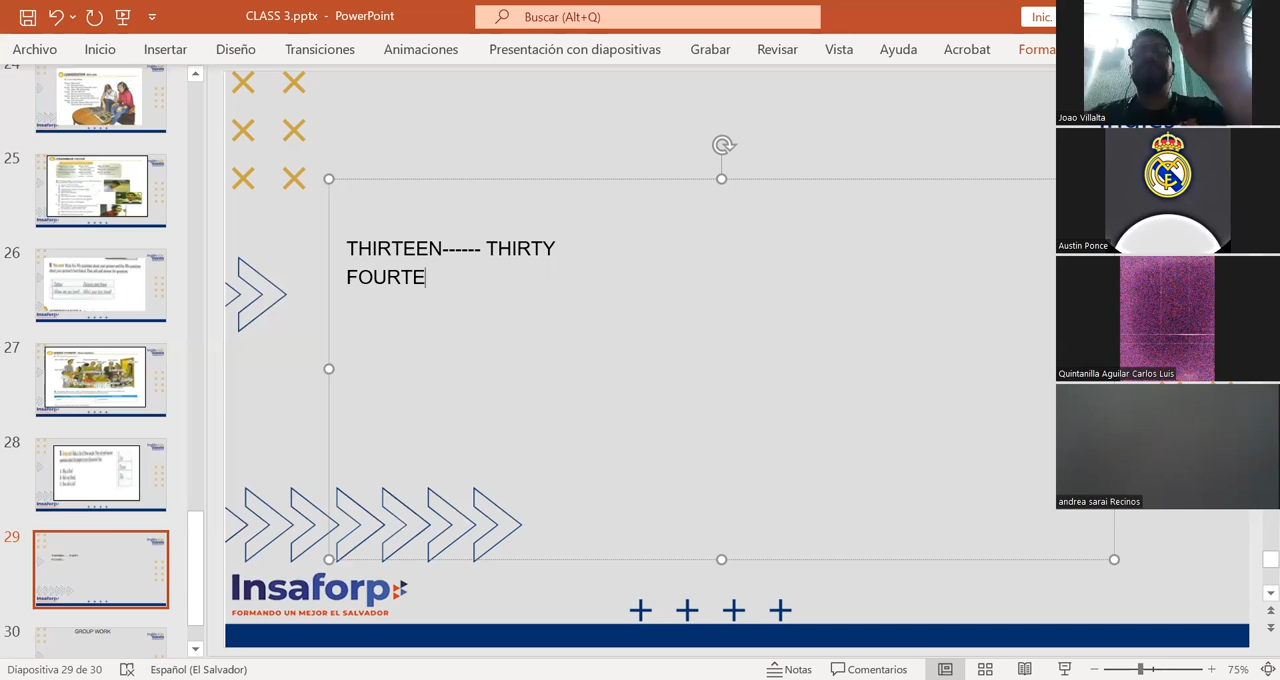 CLASS 3.pptx - PowerPoint
Buscar (Alt+Q)
Inic.
Archivo Inicio Insertar Diseño Transiciones Animaciones Presentación con diapositivas Grabar Revisar Vista Ayuda Acrobat Forma
24
25
26
27
28
29
30
GROUP WORK
THIRTEEN------ THIRTY
FOURTE
Insaforp
FORMANDO UN MEJOR EL SALVADOR
Joao Villalta
Austin Ponce
Quintanilla Aguilar Carlos Luis
andrea sarai Recinos
Diapositiva 29 de 30
Español (El Salvador)
Notas
Comentarios
75%